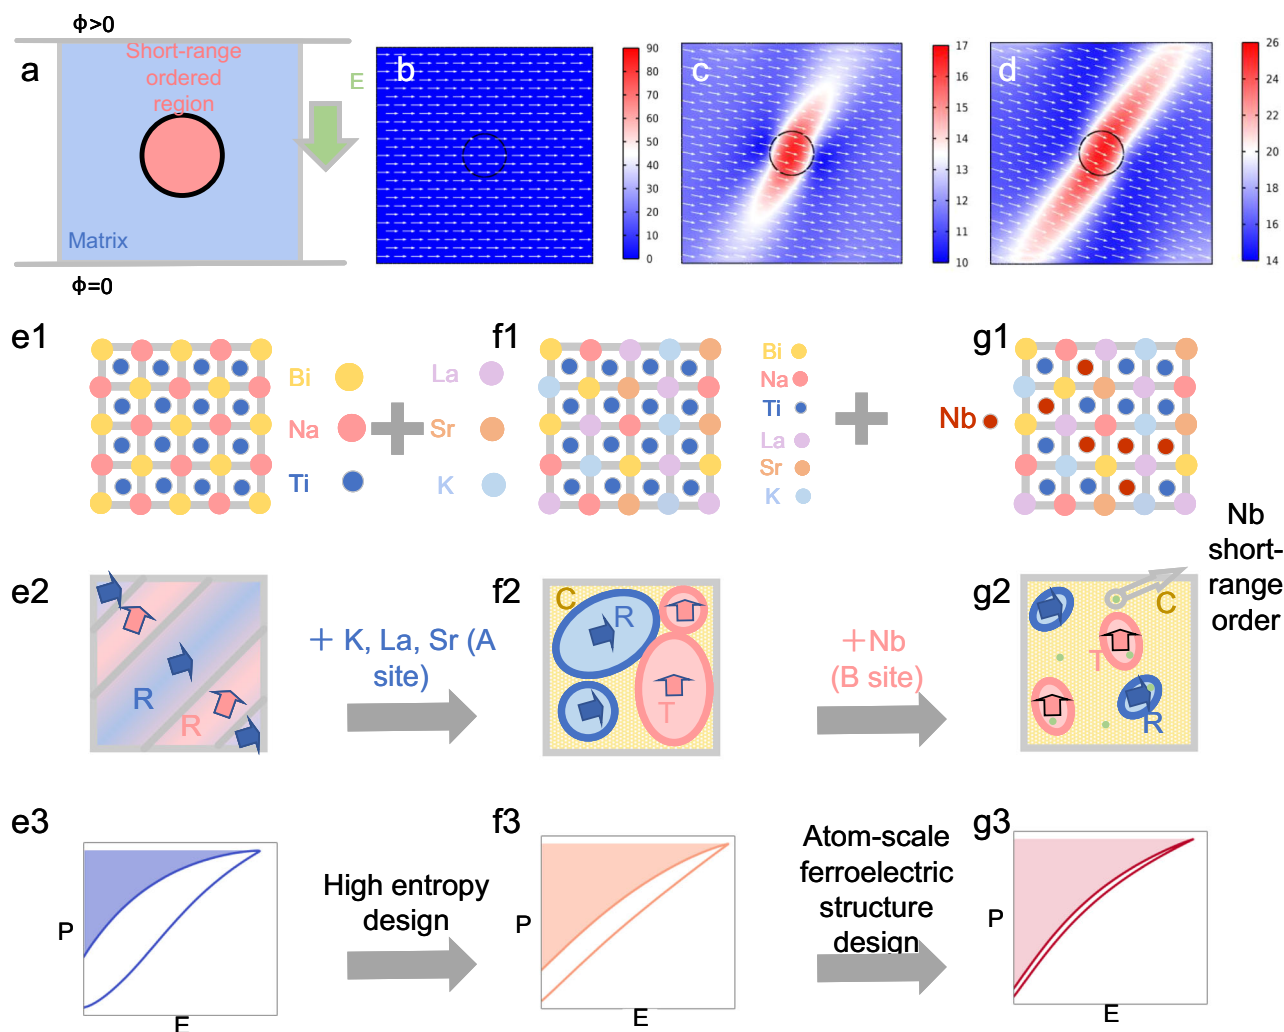 Φ>0
a
Short-range
ordered
region
E
Matrix
Φ=0
b
90
80
70
60
50
40
30
20
10
0
c
17
16
15
14
13
12
11
10
d
26
24
22
20
18
16
14
e1
Bi
Na
Ti
La
Sr
K
f1
Bi
Na
Ti
La
Sr
K
g1
Nb
Nb
short-
range
order
e2
R
R
+ K, La, Sr (A
site)
f2
C
R
T
+Nb
(B site)
g2
C
T
R
e3
P
E
High entropy
design
f3
P
E
Atom-scale
ferroelectric
structure
design
g3
P
E